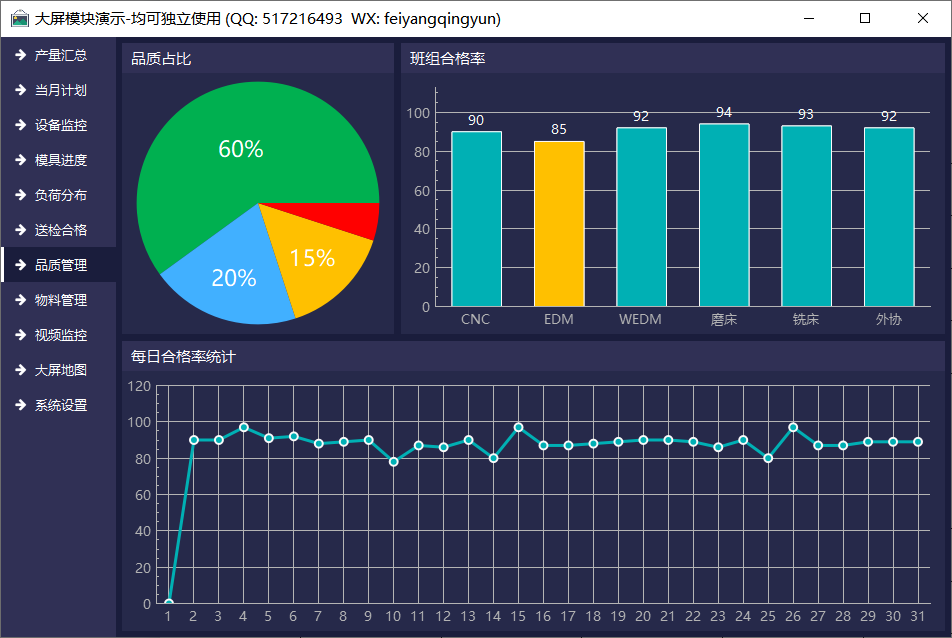 大屏模块演示-均可独立使用 (QQ: 517216493  WX: feiyangqingyun)
产量汇总
当月计划
设备监控
模具进度
负荷分布
送检合格
品质管理
物料管理
视频监控
大屏地图
系统设置
品质占比
60%
15%
20%
班组合格率
90 85 92 94 93 92
100
80
60
40
20
0
CNC EDM WEDM 磨床 铣床 外协
每日合格率统计
120
100
80
60
40
20
0
1 2 3 4 5 6 7 8 9 10 11 12 13 14 15 16 17 18 19 20 21 22 23 24 25 26 27 28 29 30 31